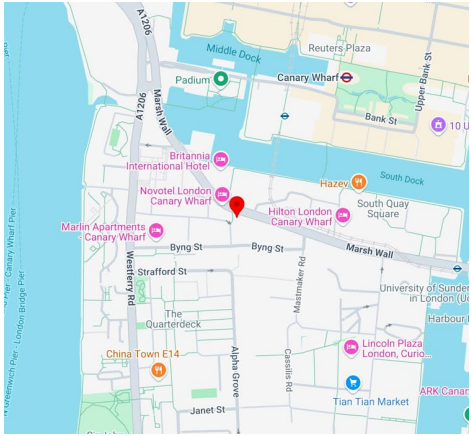 A1206
Middle Dock
Reuters Plaza
Padium
Canary Wharf
Upper Bank St
A1206
Marsh Wall
Bank St
10 U
Britannia
International Hotel
South Dock
Hazev
Novotel London
Canary Wharf
South Quay
Square
Hilton London
Canary Wharf
Marlin Apartments
- Canary Wharf
Byng St
Byng St
Marsh Wall
Westferry Rd
Strafford St
Mastmaker Rd
University of Sunder
in London (
Harbour
The
Quarterdeck
Lincoln Plaza
London, Curio...
China Town E14
Alpha Grove
Cassilis Rd
Tian Tian Market
ARK Canar
Janet St
Canary Wharf Pier
Greenwich Pier - London Bridge Pier